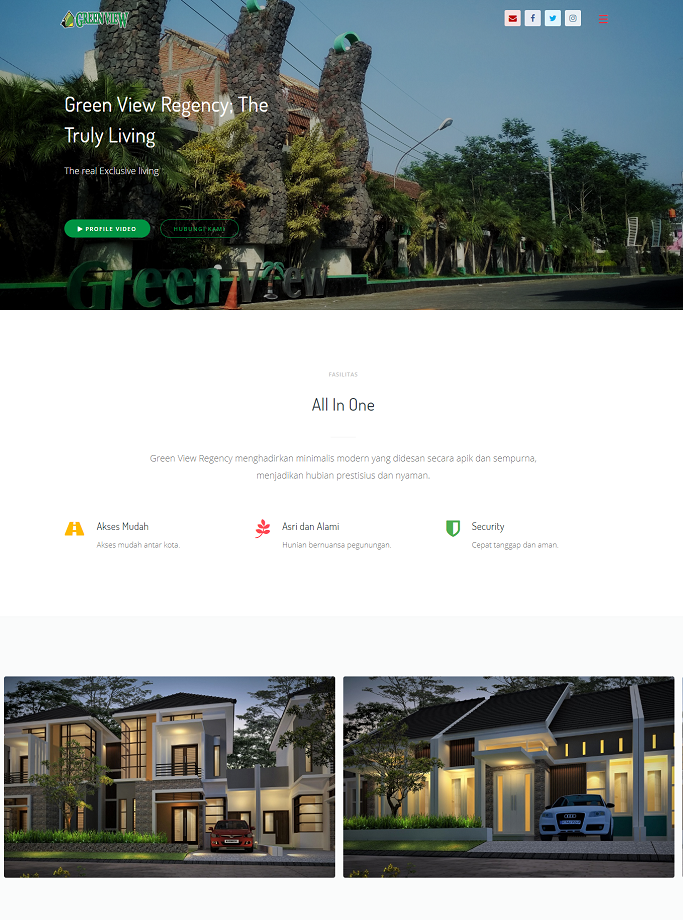 GREEN VIEW
Green View Regency: The
Truly Living
The real Exclusive living
PROFILE VIDEO
HUBUNGI KAMI
Green View
FASILITAS
All In One
Green View Regency menghadirkan minimalis modern yang didesan secara apik dan sempurna,
menjadikan hubian prestisius dan nyaman.
Akses Mudah
Akses mudah antar kota.
Asri dan Alami
Hunian bernuansa pegunungan.
Security
Cepat tanggap dan aman.